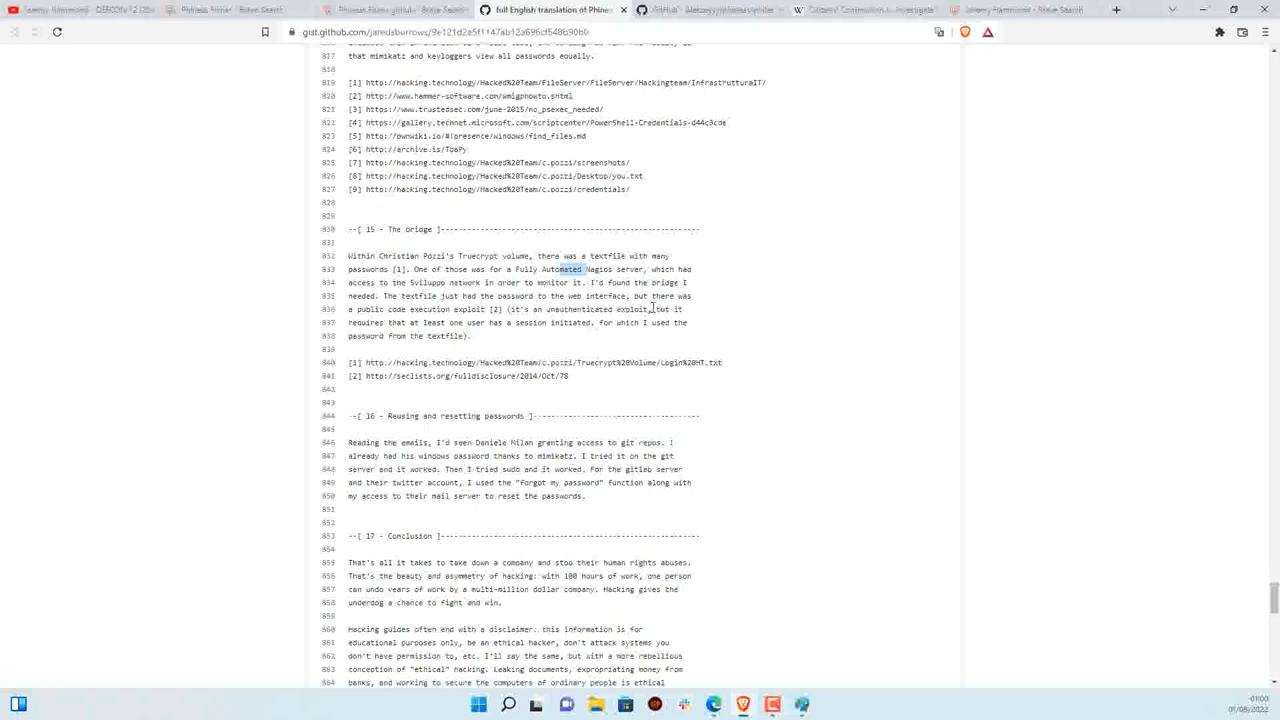 full English translation of Phine
gist.github.com/jaredsburrows/9e121d2e5f1147ab12a696cf548b90b0
817 that mimikatz and keyloggers view all passwords equally.
818
819 [1] http://hacking.technology/Hacked%20Team/FileServer/FileServer/Hackingteam/InfrastrutturaIT/
820 [2] http://www.hammer-software.com/wmigphowto.shtml
821 [3] https://www.trustedsec.com/june-2015/no_psexec_needed/
822 [4] https://gallery.technet.microsoft.com/scriptcenter/PowerShell-Credentials-d44c3cde
823 [5] http://pwnwiki.io/#!presence/windows/find_files.md
824 [6] http://archive.is/TbaPy
825 [7] http://hacking.technology/Hacked%20Team/c.pozzi/screenshots/
826 [8] http://hacking.technology/Hacked%20Team/c.pozzi/Desktop/you.txt
827 [9] http://hacking.technology/Hacked%20Team/c.pozzi/credentials/
828
829
830 --[ 15 - The bridge ]-----------------------------------------------------------
831
832 Within Christian Pozzi's Truecrypt volume, there was a textfile with many
833 passwords [1]. One of those was for a Fully Automated Nagios server, which had
834 access to the Sviluppo network in order to monitor it. I'd found the bridge I
835 needed. The textfile just had the password to the web interface, but there was
836 a public code execution exploit [2] (it's an unauthenticated exploit, but it
837 requires that at least one user has a session initiated, for which I used the
838 password from the textfile).
839
840 [1] http://hacking.technology/Hacked%20Team/c.pozzi/Truecrypt%20Volume/Login%20HT.txt
841 [2] http://seclists.org/fulldisclosure/2014/Oct/78
842
843
844 --[ 16 - Reusing and resetting passwords ]--------------------------------------
845
846 Reading the emails, I'd seen Daniele Milan granting access to git repos. I
847 already had his windows password thanks to mimikatz. I tried it on the git
848 server and it worked. Then I tried sudo and it worked. For the gitlab server
849 and their twitter account, I used the "forgot my password" function along with
850 my access to their mail server to reset the passwords.
851
852
853 --[ 17 - Conclusion ]-----------------------------------------------------------
854
855 That's all it takes to take down a company and stop their human rights abuses.
856 That's the beauty and asymmetry of hacking: with 100 hours of work, one person
857 can undo years of work by a multi-million dollar company. Hacking gives the
858 underdog a chance to fight and win.
859
860 Hacking guides often end with a disclaimer: this information is for
861 educational purposes only, be an ethical hacker, don't attack systems you
862 don't have permission to, etc. I'll say the same, but with a more rebellious
863 conception of "ethical" hacking. Leaking documents, expropriating money from
864 banks, and working to secure the computers of ordinary people is ethical
01:00
01/08/2022